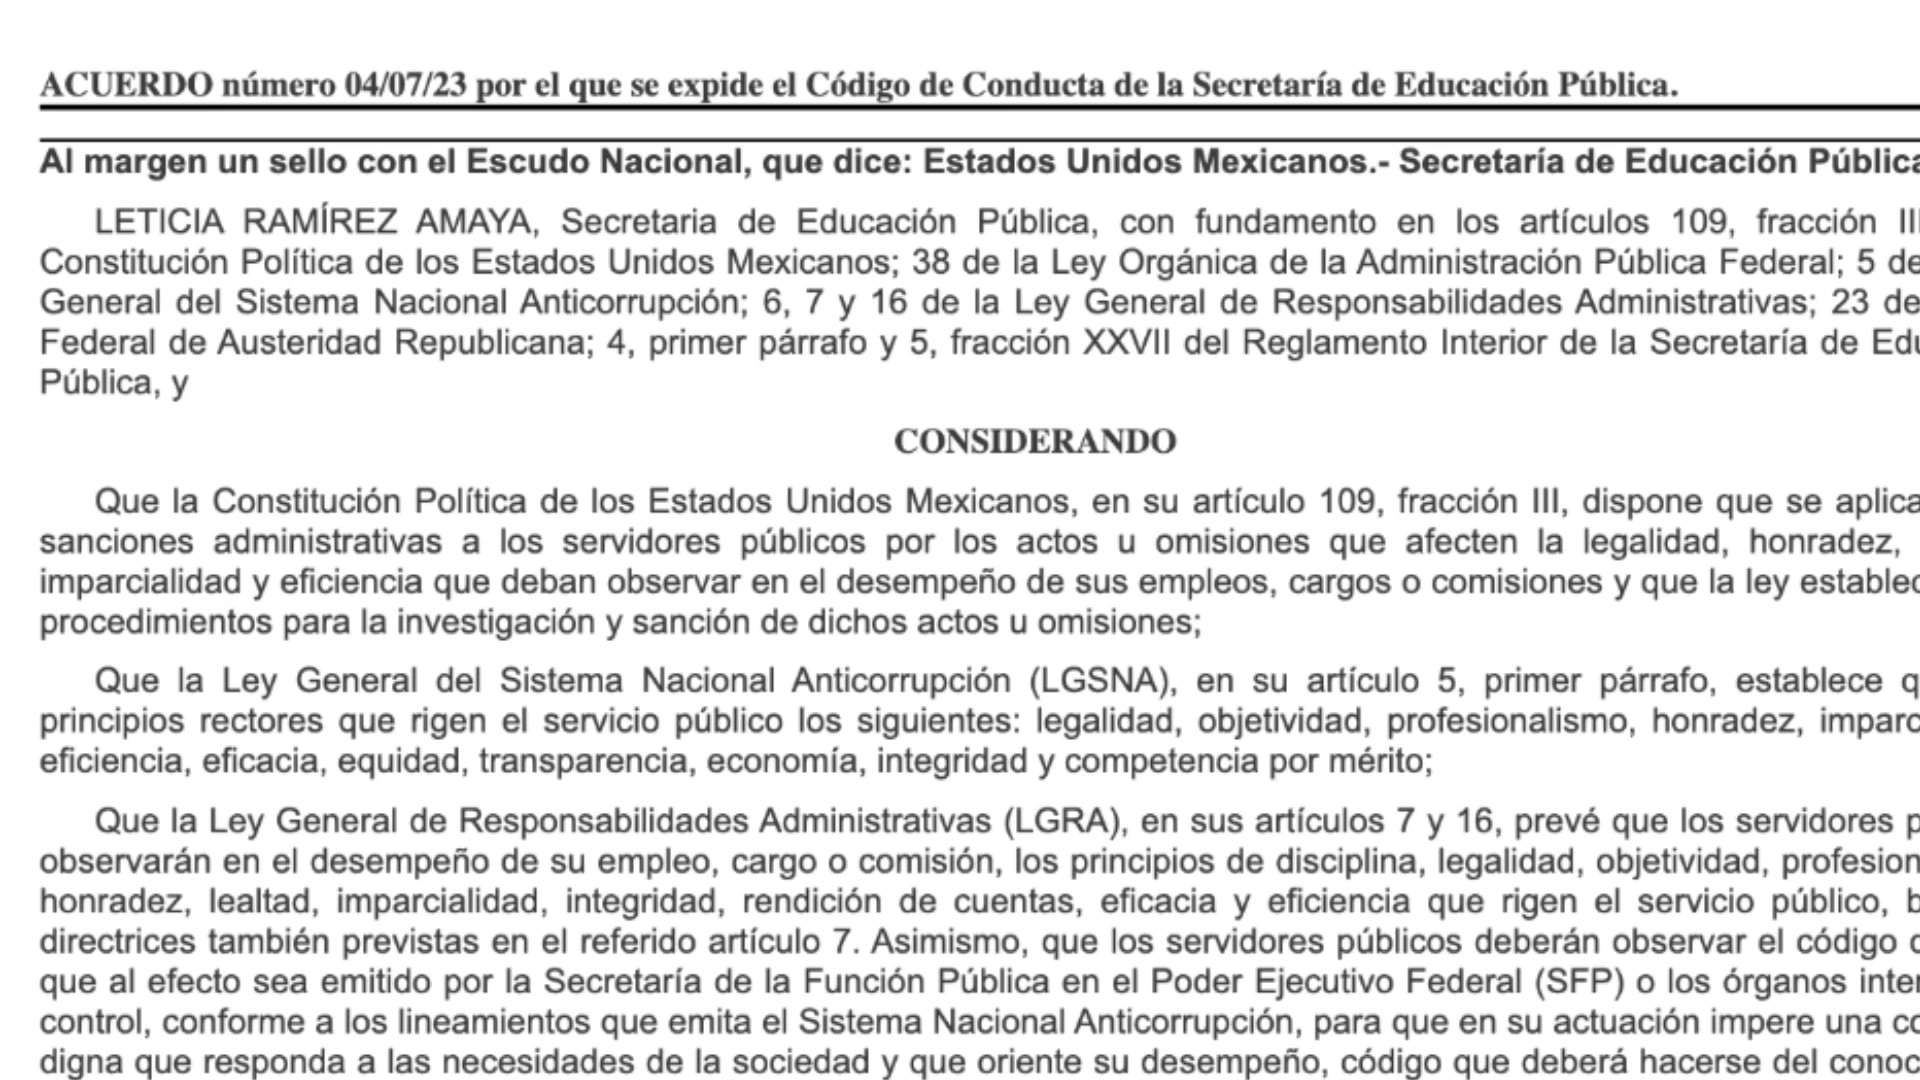 ACUERDO número 04/07/23 por el que se expide el Código de Conducta de la Secretaría de Educación Pública.
Al margen un sello con el Escudo Nacional, que dice: Estados Unidos Mexicanos.- Secretaría de Educación Pública
LETICIA RAMÍREZ AMAYA, Secretaria de Educación Pública, con fundamento en los artículos 109, fracción III
Constitución Política de los Estados Unidos Mexicanos; 38 de la Ley Orgánica de la Administración Pública Federal; 5 de
General del Sistema Nacional Anticorrupción; 6, 7 y 16 de la Ley General de Responsabilidades Administrativas; 23 de
Federal de Austeridad Republicana; 4, primer párrafo y 5, fracción XXVII del Reglamento Interior de la Secretaría de Edu
Pública, y
CONSIDERANDO
Que la Constitución Política de los Estados Unidos Mexicanos, en su artículo 109, fracción III, dispone que se aplica
sanciones administrativas a los servidores públicos por los actos u omisiones que afecten la legalidad, honradez,
imparcialidad y eficiencia que deban observar en el desempeño de sus empleos, cargos o comisiones y que la ley establec
procedimientos para la investigación y sanción de dichos actos u omisiones;
Que la Ley General del Sistema Nacional Anticorrupción (LGSNA), en su artículo 5, primer párrafo, establece q
principios rectores que rigen el servicio público los siguientes: legalidad, objetividad, profesionalismo, honradez, imparc
eficiencia, eficacia, equidad, transparencia, economía, integridad y competencia por mérito;
Que la Ley General de Responsabilidades Administrativas (LGRA), en sus artículos 7 y 16, prevé que los servidores p
observarán en el desempeño de su empleo, cargo o comisión, los principios de disciplina, legalidad, objetividad, profesion
honradez, lealtad, imparcialidad, integridad, rendición de cuentas, eficacia y eficiencia que rigen el servicio público, b
directrices también previstas en el referido artículo 7. Asimismo, que los servidores públicos deberán observar el código d
que al efecto sea emitido por la Secretaría de la Función Pública en el Poder Ejecutivo Federal (SFP) o los órganos inter
control, conforme a los lineamientos que emita el Sistema Nacional Anticorrupción, para que en su actuación impere una co
digna que responda a las necesidades de la sociedad y que oriente su desempeño, código que deberá hacerse del conoc